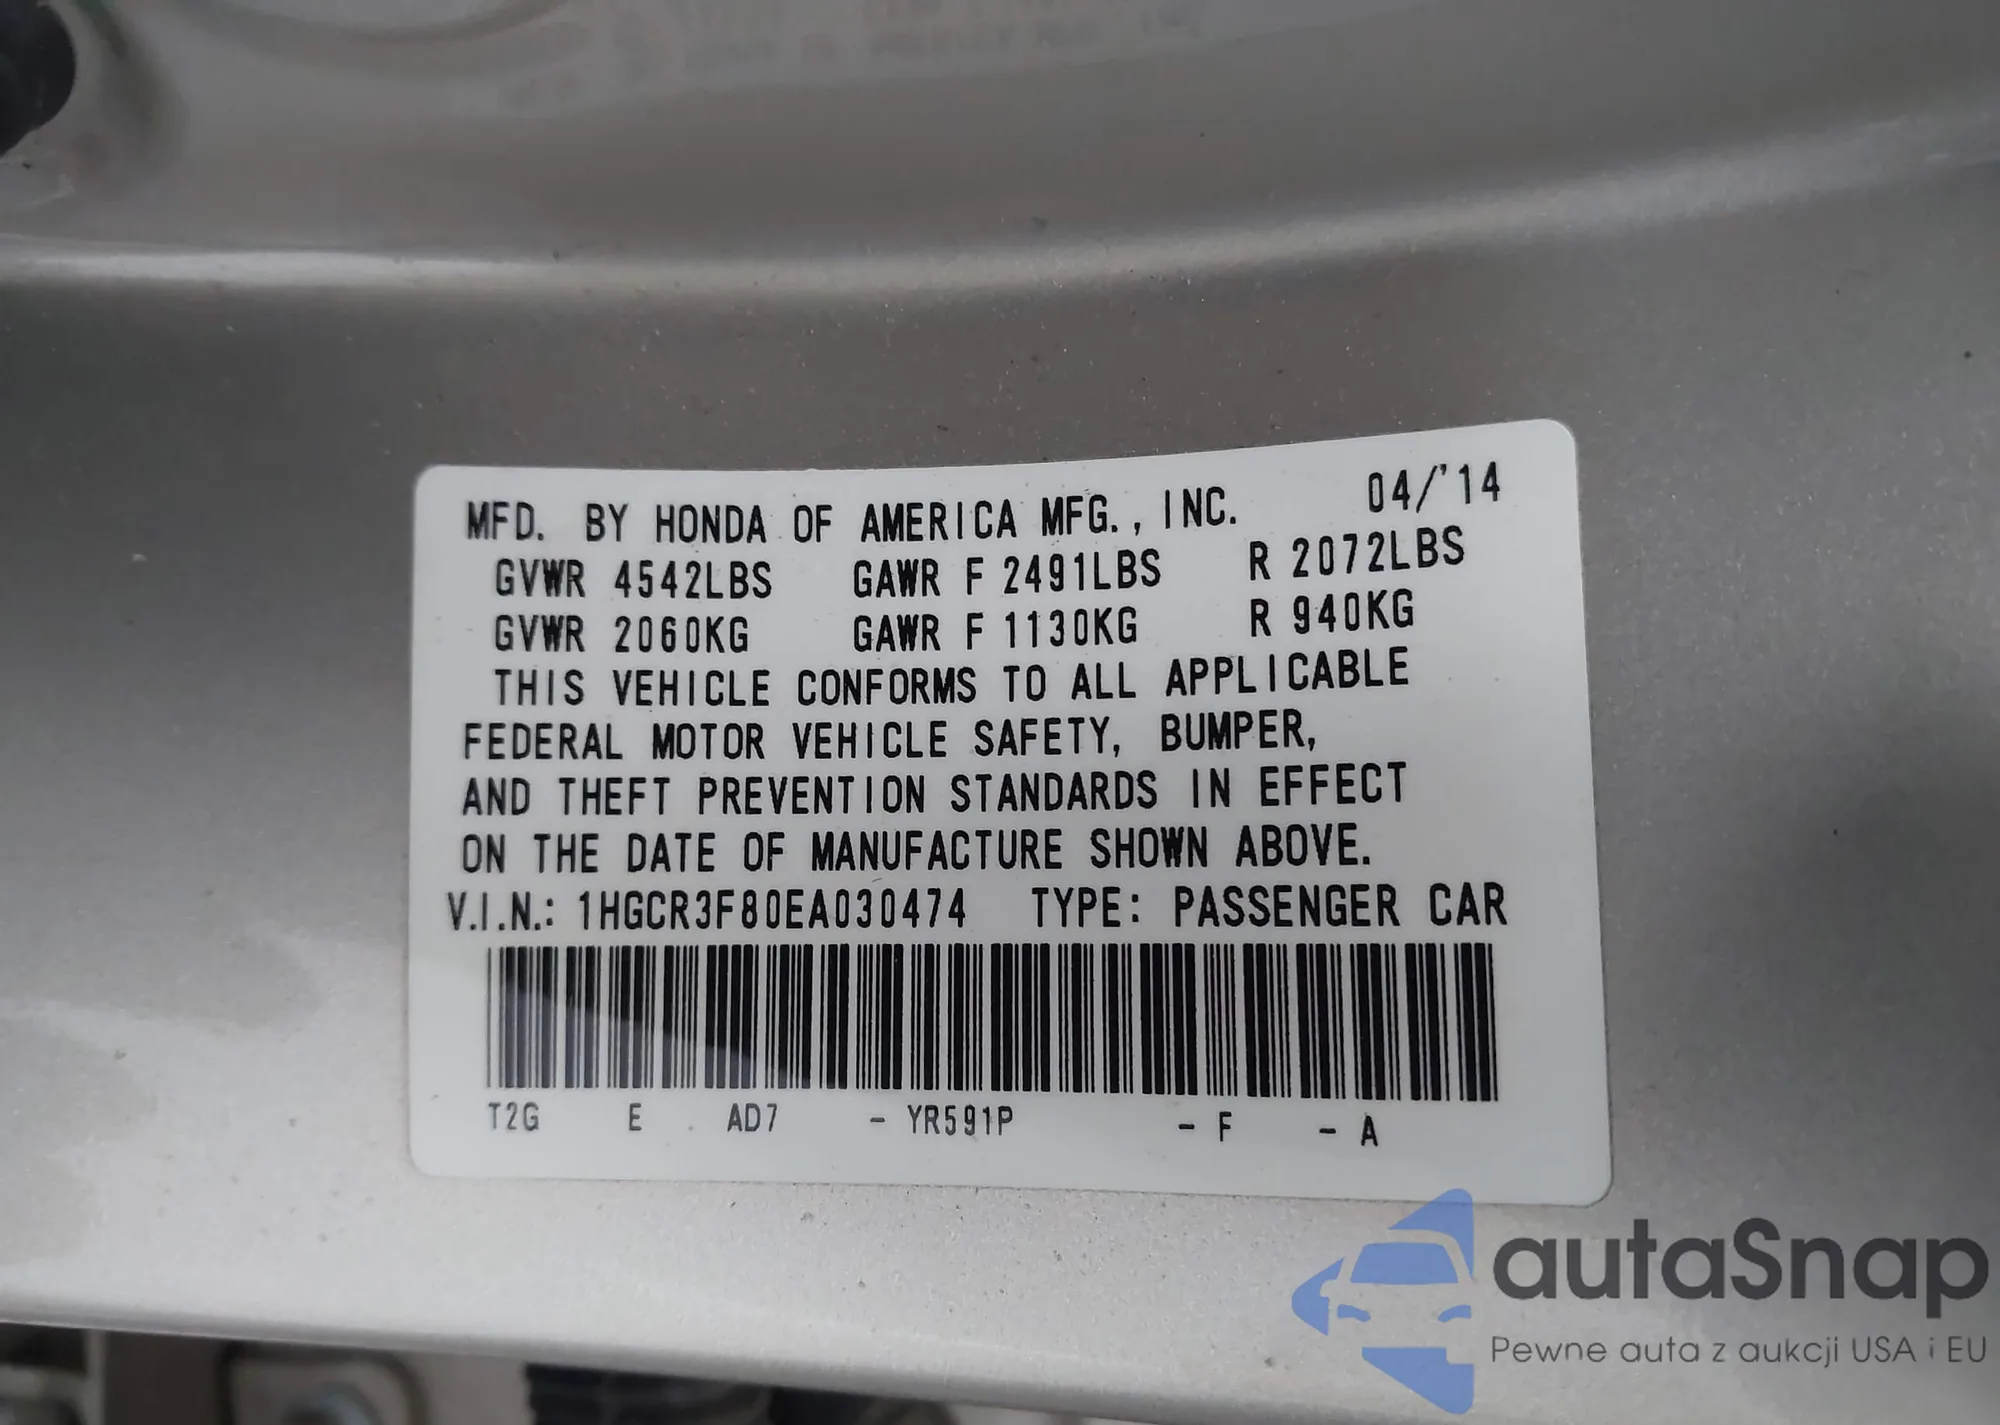 MFD. BY HONDA OF AMERICA MFG., INC. 04/'14
GVWR 4542LBS GAWR F 2491LBS R 2072LBS
GVWR 2060KG GAWR F 1130KG R 940KG
THIS VEHICLE CONFORMS TO ALL APPLICABLE
FEDERAL MOTOR VEHICLE SAFETY, BUMPER,
AND THEFT PREVENTION STANDARDS IN EFFECT
ON THE DATE OF MANUFACTURE SHOWN ABOVE.
V.I.N.: 1HGCR3F80EA030474 TYPE: PASSENGER CAR
T2G E . AD7 - YR591P - F - A
autaSnap
Pewne auta z aukcji USA i EU